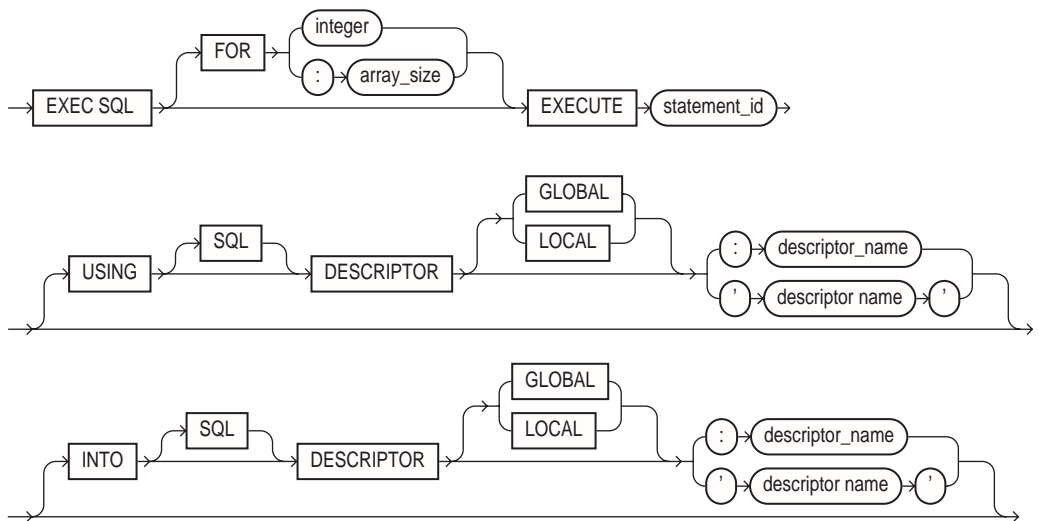 integer
FOR
: array_size
EXEC SQL EXECUTE statement_id
GLOBAL
SQL LOCAL : descriptor_name
USING DESCRIPTOR ' descriptor name '
GLOBAL
SQL LOCAL : descriptor_name
INTO DESCRIPTOR ' descriptor name '